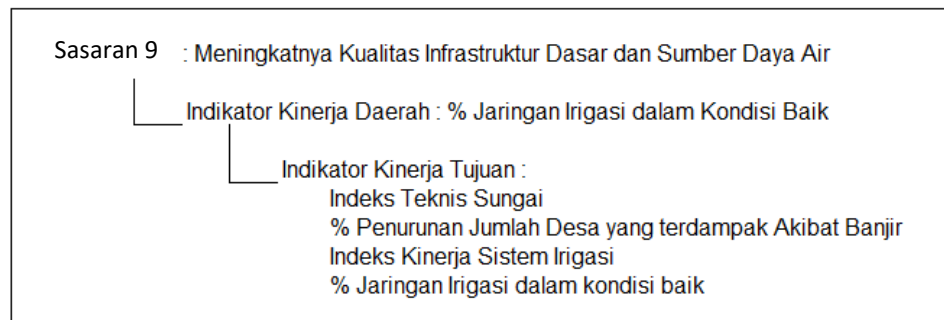 Sasaran 9 : Meningkatnya Kualitas Infrastruktur Dasar dan Sumber Daya Air
Indikator Kinerja Daerah : % Jaringan Irigasi dalam Kondisi Baik
Indikator Kinerja Tujuan :
Indeks Teknis Sungai
% Penurunan Jumlah Desa yang terdampak Akibat Banjir
Indeks Kinerja Sistem Irigasi
% Jaringan Irigasi dalam kondisi baik